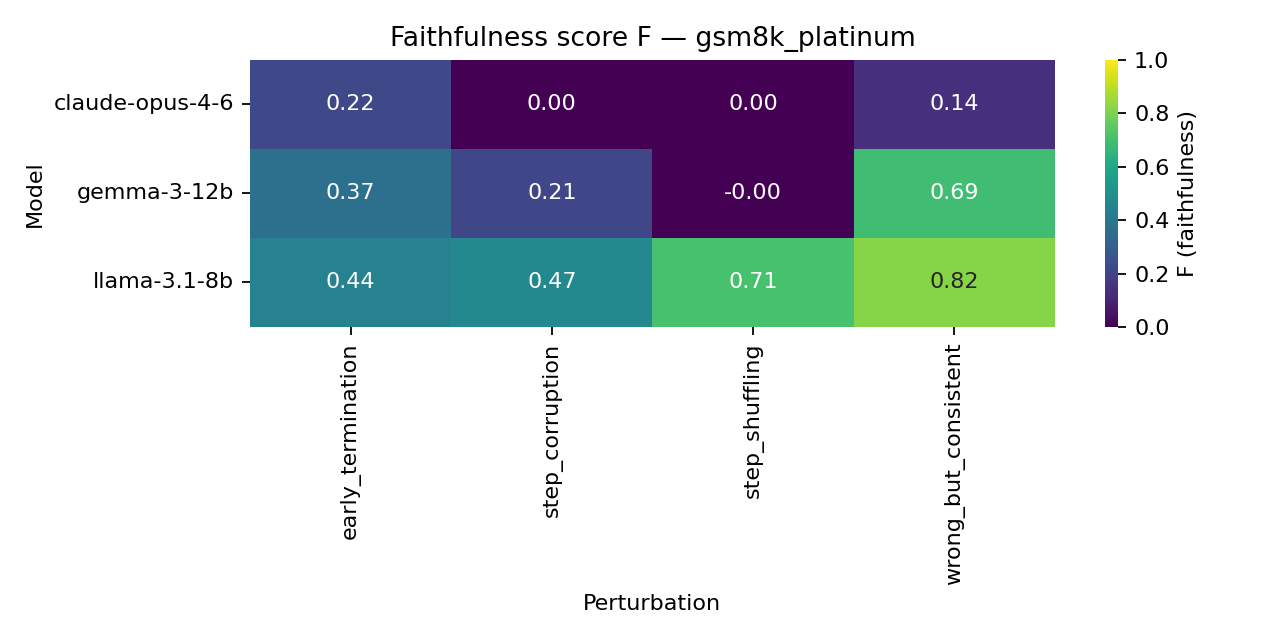 Faithfulness score F — gsm8k_platinum
Model
claude-opus-4-6 0.22 0.00 0.00 0.14
gemma-3-12b 0.37 0.21 -0.00 0.69
llama-3.1-8b 0.44 0.47 0.71 0.82
early_termination
step_corruption
step_shuffling
wrong_but_consistent
Perturbation
1.0
0.8
0.6
0.4
0.2
0.0
F (faithfulness)